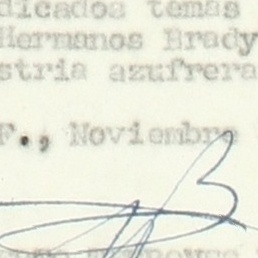 dicados temas
Hermanos Brady
stria azufrera
F., Noviembre